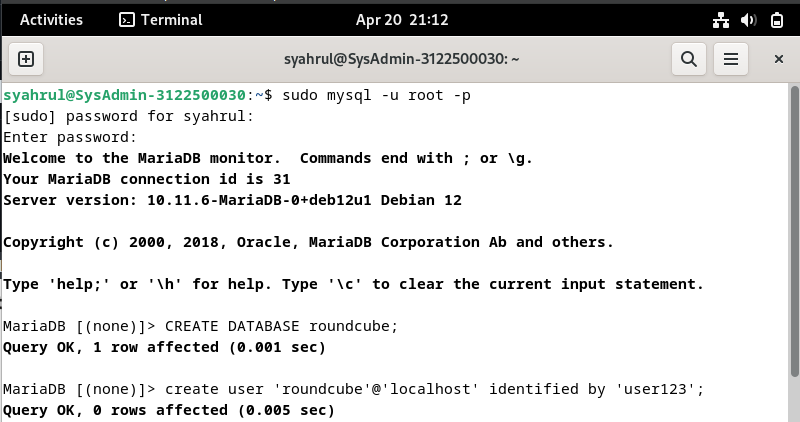 Activities Terminal Apr 20 21:12
syahrul@SysAdmin-3122500030: ~
syahrul@SysAdmin-3122500030:~$ sudo mysql -u root -p
[sudo] password for syahrul:
Enter password:
Welcome to the MariaDB monitor.  Commands end with ; or \g.
Your MariaDB connection id is 31
Server version: 10.11.6-MariaDB-0+deb12u1 Debian 12
Copyright (c) 2000, 2018, Oracle, MariaDB Corporation Ab and others.
Type 'help;' or '\h' for help. Type '\c' to clear the current input statement.
MariaDB [(none)]> CREATE DATABASE roundcube;
Query OK, 1 row affected (0.001 sec)
MariaDB [(none)]> create user 'roundcube'@'localhost' identified by 'user123';
Query OK, 0 rows affected (0.005 sec)